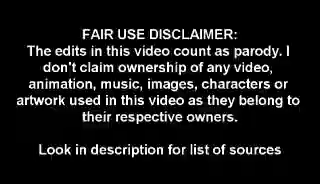 FAIR USE DISCLAIMER:
The edits in this video count as parody. I
don't claim ownership of any video,
animation, music, images, characters or
artwork used in this video as they belong to
their respective owners.
Look in description for list of sources